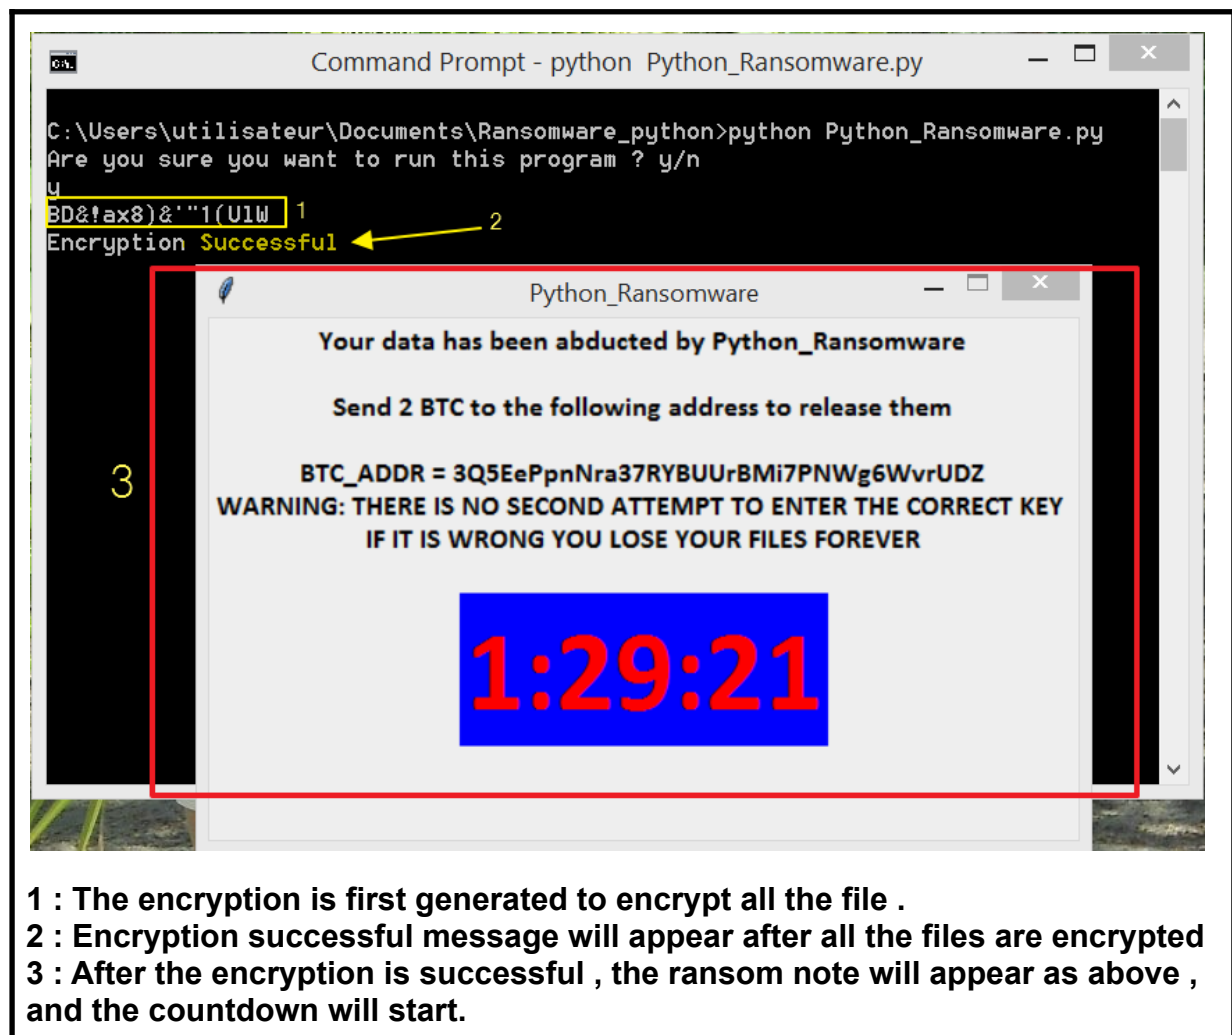 Command Prompt - python Python_Ransomware.py
C:\Users\utilisateur\Documents\Ransomware_python>python Python_Ransomware.py
Are you sure you want to run this program ? y/n
y
BD&!ax8)&'"1(UlW 1
2
Encryption Successful
Python_Ransomware
Your data has been abducted by Python_Ransomware
Send 2 BTC to the following address to release them
3
BTC_ADDR = 3Q5EePpnNra37RYBUUrBMi7PNWg6WvrUDZ
WARNING: THERE IS NO SECOND ATTEMPT TO ENTER THE CORRECT KEY
IF IT IS WRONG YOU LOSE YOUR FILES FOREVER
1:29:21
1 : The encryption is first generated to encrypt all the file .
2 : Encryption successful message will appear after all the files are encrypted
3 : After the encryption is successful , the ransom note will appear as above ,
and the countdown will start.